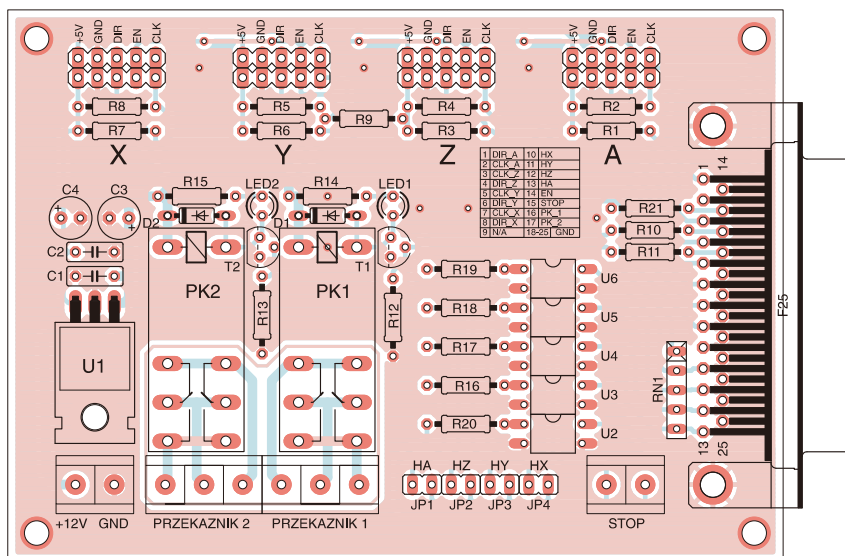 +5V GND DIR EN CLK +5V GND DIR EN CLK +5V GND DIR EN CLK +5V GND DIR EN CLK
R8 R5 R4 R2
R9
R7 R6 R3 R1
X Y Z A
1 DIR_A 10 HX
2 CLK_A 11 HY
3 CLK_Z 12 HZ
4 DIR_Z 13 HA
5 CLK_Y 14 EN
6 DIR_Y 15 STOP
7 CLK_X 16 PK_1
8 DIR_X 17 PK_2
9 N/A 18-25 GND
1 14
C4 C3 R15 LED2 R14 LED1
+ +
D2 D1
R21
R10
R11
C2
T2 T1
C1
R19 U6
PK2 PK1
R13 R12
R18 U5
F25
U1
R17 U4
R16 U3
RN1
R20 U2
13 25
HA HZ HY HX
JP1 JP2 JP3 JP4
+12V GND PRZEKAZNIK 2 PRZEKAZNIK 1 STOP